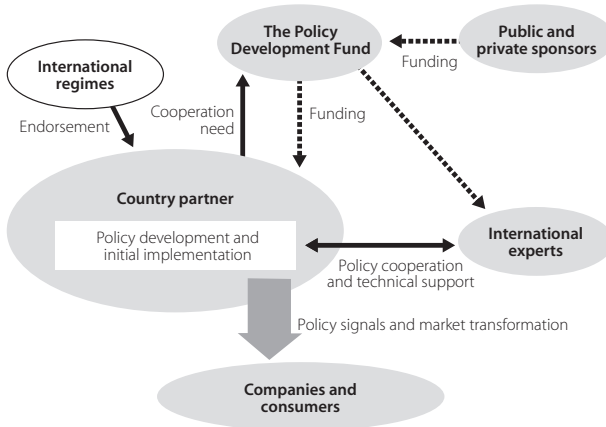 The Policy
Development Fund
Public and
private sponsors
Funding
International
regimes
Endorsement
Cooperation
need
Funding
Country partner
Policy development and
initial implementation
International
experts
Policy cooperation
and technical support
Policy signals and market transformation
Companies and
consumers